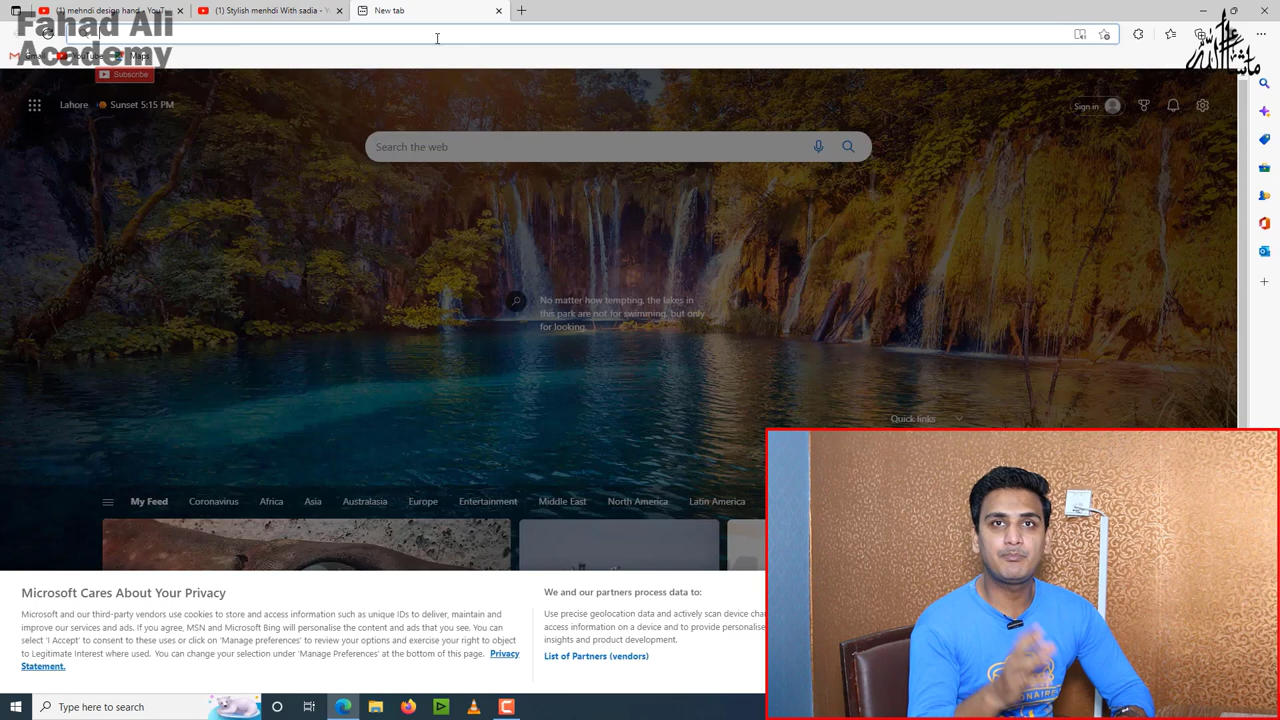 (1) mehndi design hand - YouT
(1) Stylish menhdi With sadia - Y
New tab
Fahad Ali
Academy
Gmail
YouTube
Maps
Subscribe
ماشاءالله
Lahore
Sunset 5:15 PM
Sign in
Search the web
No matter how tempting, the lakes in
this park are not for swimming, but only
for looking.
Quick links
My Feed
Coronavirus
Africa
Asia
Australasia
Europe
Entertainment
Middle East
North America
Latin America
Microsoft Cares About Your Privacy
Microsoft and our third-party vendors use cookies to store and access information such as unique IDs to deliver, maintain and
improve our services and ads. If you agree, MSN and Microsoft Bing will personalise the content and ads that you see. You can
select 'I Accept' to consent to these uses or click on 'Manage preferences' to review your options and exercise your right to
object to Legitimate Interest where used. You can change your selection under 'Manage Preferences' at the bottom of this page. Privacy
Statement.
We and our partners process data to:
Use precise geolocation data and actively scan device chara
access information on a device and to provide personalise
insights and product development.
List of Partners (vendors)
Type here to search